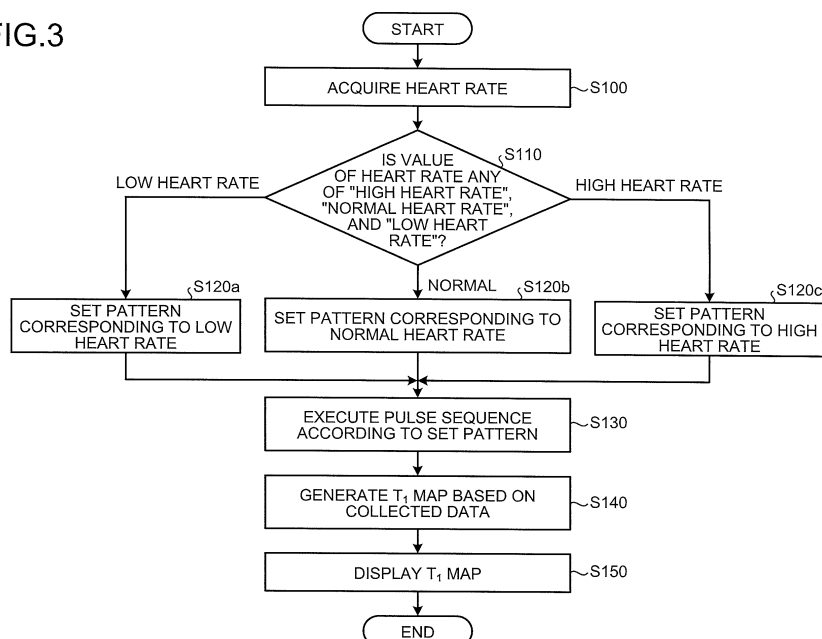 FIG.3
START
ACQUIRE HEART RATE
S100
IS VALUE
OF HEART RATE ANY
OF "HIGH HEART RATE",
"NORMAL HEART RATE",
AND "LOW HEART
RATE"?
S110
LOW HEART RATE
HIGH HEART RATE
NORMAL
S120a
SET PATTERN
CORRESPONDING TO LOW
HEART RATE
S120b
SET PATTERN CORRESPONDING TO
NORMAL HEART RATE
S120c
SET PATTERN
CORRESPONDING TO HIGH
HEART RATE
EXECUTE PULSE SEQUENCE
ACCORDING TO SET PATTERN
S130
GENERATE T₁ MAP BASED ON
COLLECTED DATA
S140
DISPLAY T₁ MAP
S150
END